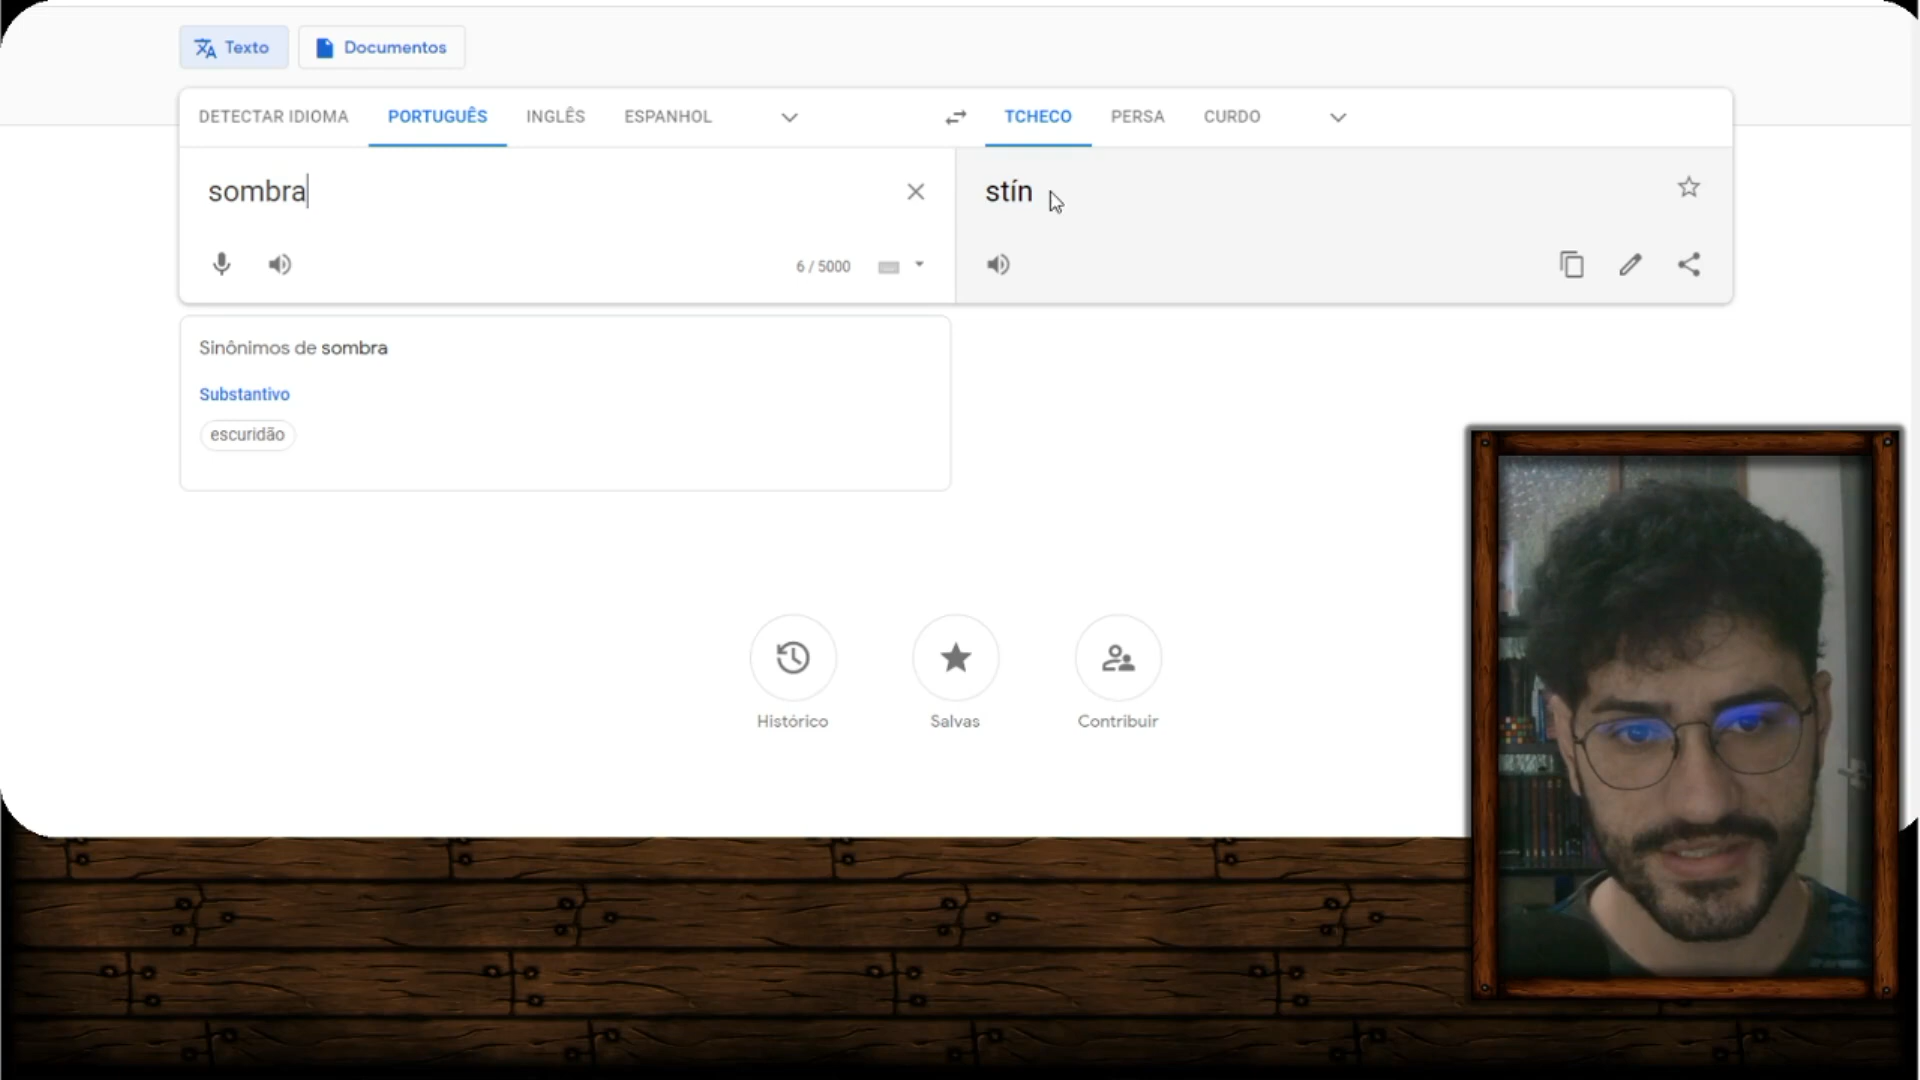 Texto Documentos
DETECTAR IDIOMA PORTUGUÊS INGLÊS ESPANHOL TCHECO PERSA CURDO
sombra stín
6 / 5000
Sinônimos de sombra
Substantivo
escuridão
Histórico Salvas Contribuir